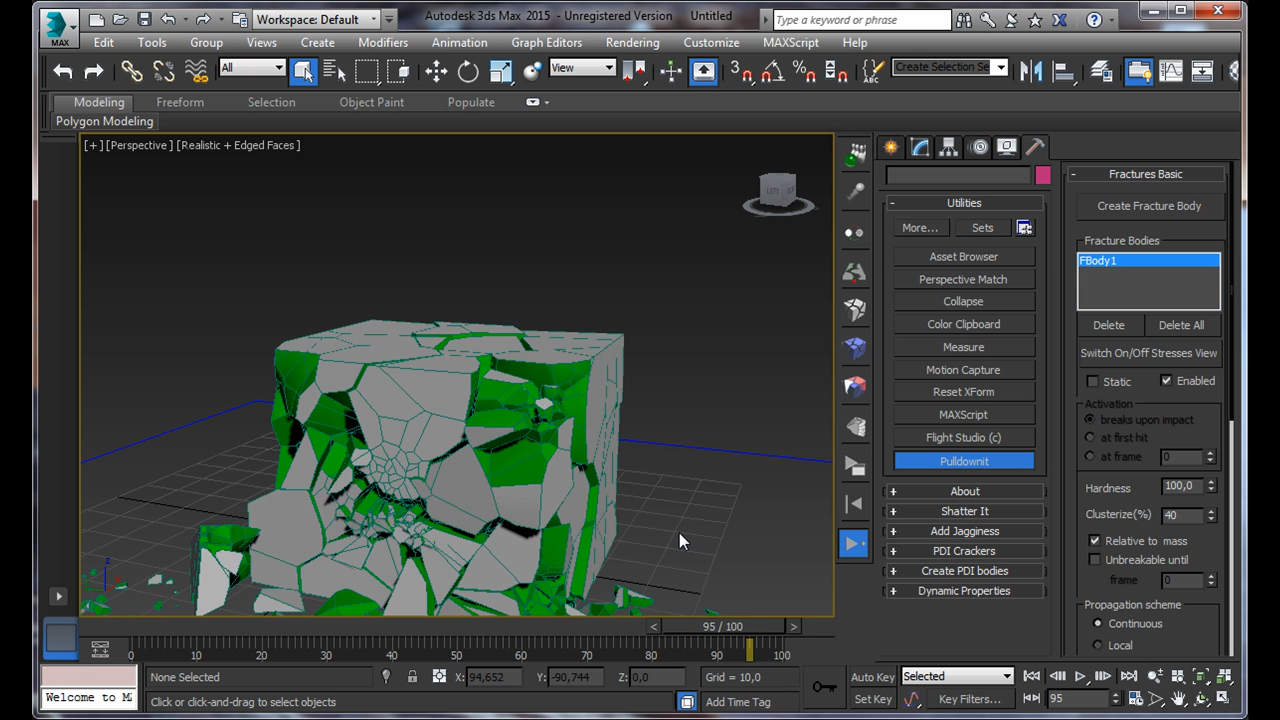 Workspace: Default
Autodesk 3ds Max 2015 - Unregistered Version Untitled
Type a keyword or phrase
MAX
Edit Tools Group Views Create Modifiers Animation Graph Editors Rendering Customize MAXScript Help
All
View
Create Selection Se
Modeling Freeform Selection Object Paint Populate
Polygon Modeling
[+] [Perspective] [Realistic + Edged Faces]
LEFT
Utilities
More... Sets
Asset Browser
Perspective Match
Collapse
Color Clipboard
Measure
Motion Capture
Reset XForm
MAXScript
Flight Studio (c)
Pulldownit
About
Shatter It
Add Jagginess
PDI Crackers
Create PDI bodies
Dynamic Properties
Fractures Basic
Create Fracture Body
Fracture Bodies
FBody1
Delete Delete All
Switch On/Off Stresses View
Static Enabled
Activation
breaks upon impact
at first hit
at frame 0
Hardness 100,0
Clusterize(%) 40
Relative to mass
Unbreakable until
frame 0
Propagation scheme
Continuous
Local
95 / 100
0 10 20 30 40 50 60 70 80 90 100
None Selected X: 94,652 Y: -90,744 Z: 0,0 Grid = 10,0 Auto Key Selected
Welcome to MA
Click or click-and-drag to select objects Add Time Tag Set Key Key Filters... 95